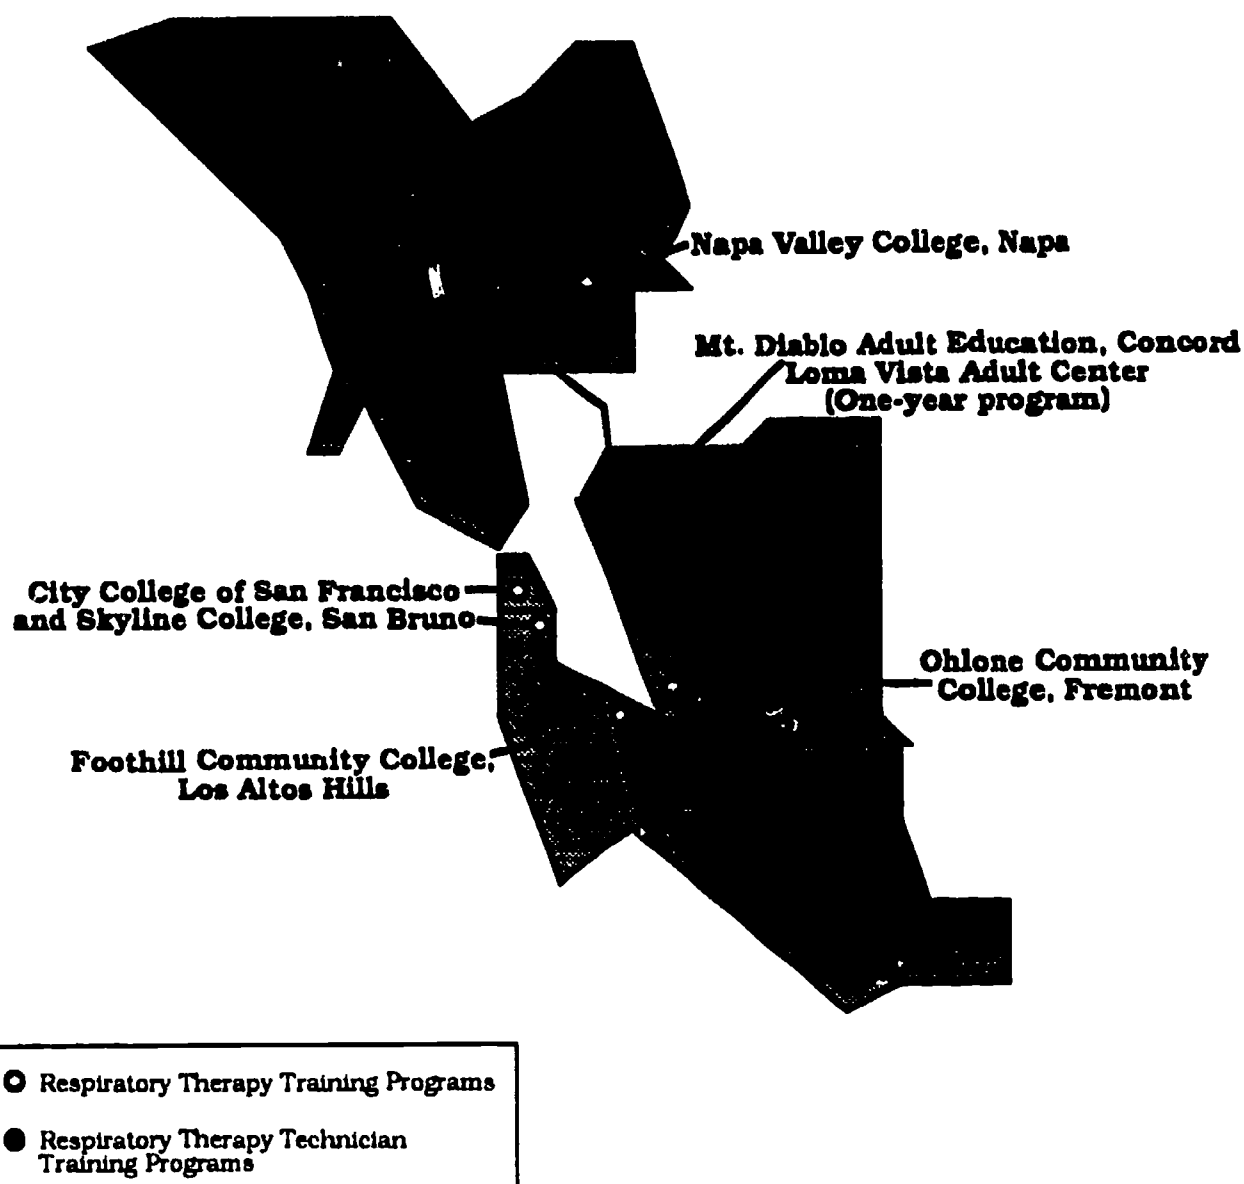 Napa Valley College, Napa
Mt. Diablo Adult Education, Concord
Loma Vista Adult Center
(One-year program)
City College of San Francisco
and Skyline College, San Bruno
Ohlone Community
College, Fremont
Foothill Community College,
Los Altos Hills
Respiratory Therapy Training Programs
Respiratory Therapy Technician
Training Programs